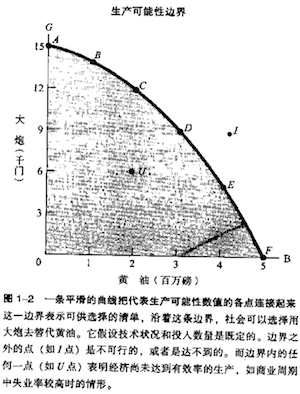 生产可能性边界
G
A
15
B
12
C
大炮（千门）
9
D
I
6
U
E
3
F
B
0
1
2
3
4
5
黄 油（百万磅）
图 1-2 一条平滑的曲线把代表生产可能性数值的各点连接起来
这一边界表示可供选择的清单，沿着这条边界，社会可以选择用
大炮去替代黄油。它假设技术状况和投入数量是既定的。边界之
外的点（如 I 点）是不可行的，或者是达不到的。而边界内的任
何一点（如 U 点）表明经济尚未达到有效率的生产，如商业周期
中失业率较高时的情形。